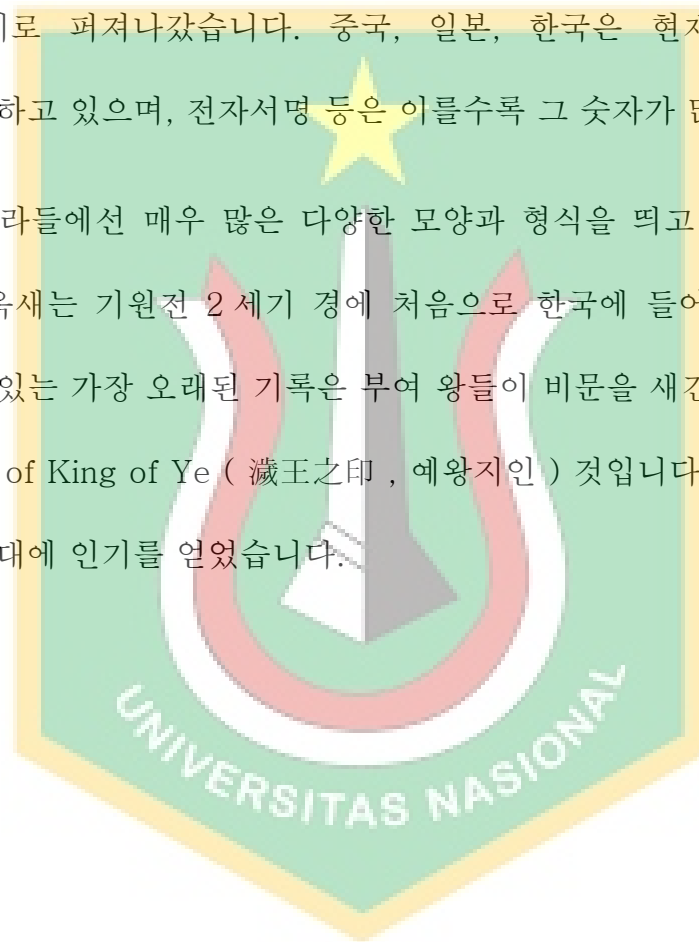 퍼져나갔습니다. 중국, 일본, 한국은
하고 있으며, 전자서명 등은 이를수록 그 숫자가
라들에선 매우 많은 다양한 모양과 형식을 띄고
옥새는 기원전 2 세기 경에 처음으로 한국에 들어
있는 가장 오래된 기록은 부여 왕들이 비문을
of King of Ye ( 濊王之印 , 예왕지인 ) 것입니다
대에 인기를 얻었습니다.
UNIVERSITAS NASIONAL